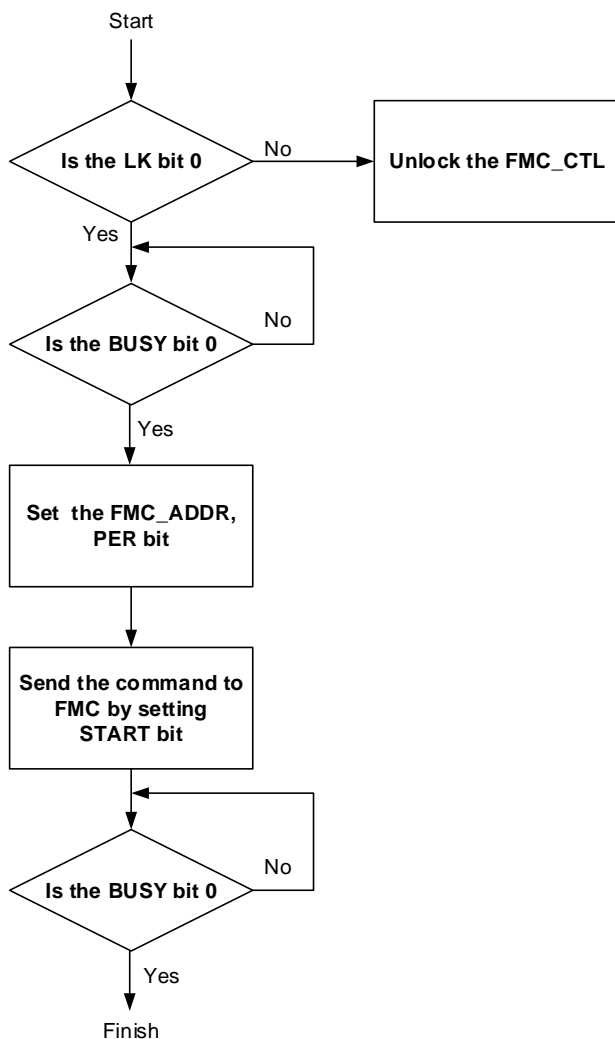 Start
Is the LK bit 0
No
Unlock the FMC_CTL
Yes
Is the BUSY bit 0
No
Yes
Set the FMC_ADDR,
PER bit
Send the command to
FMC by setting
START bit
Is the BUSY bit 0
No
Yes
Finish